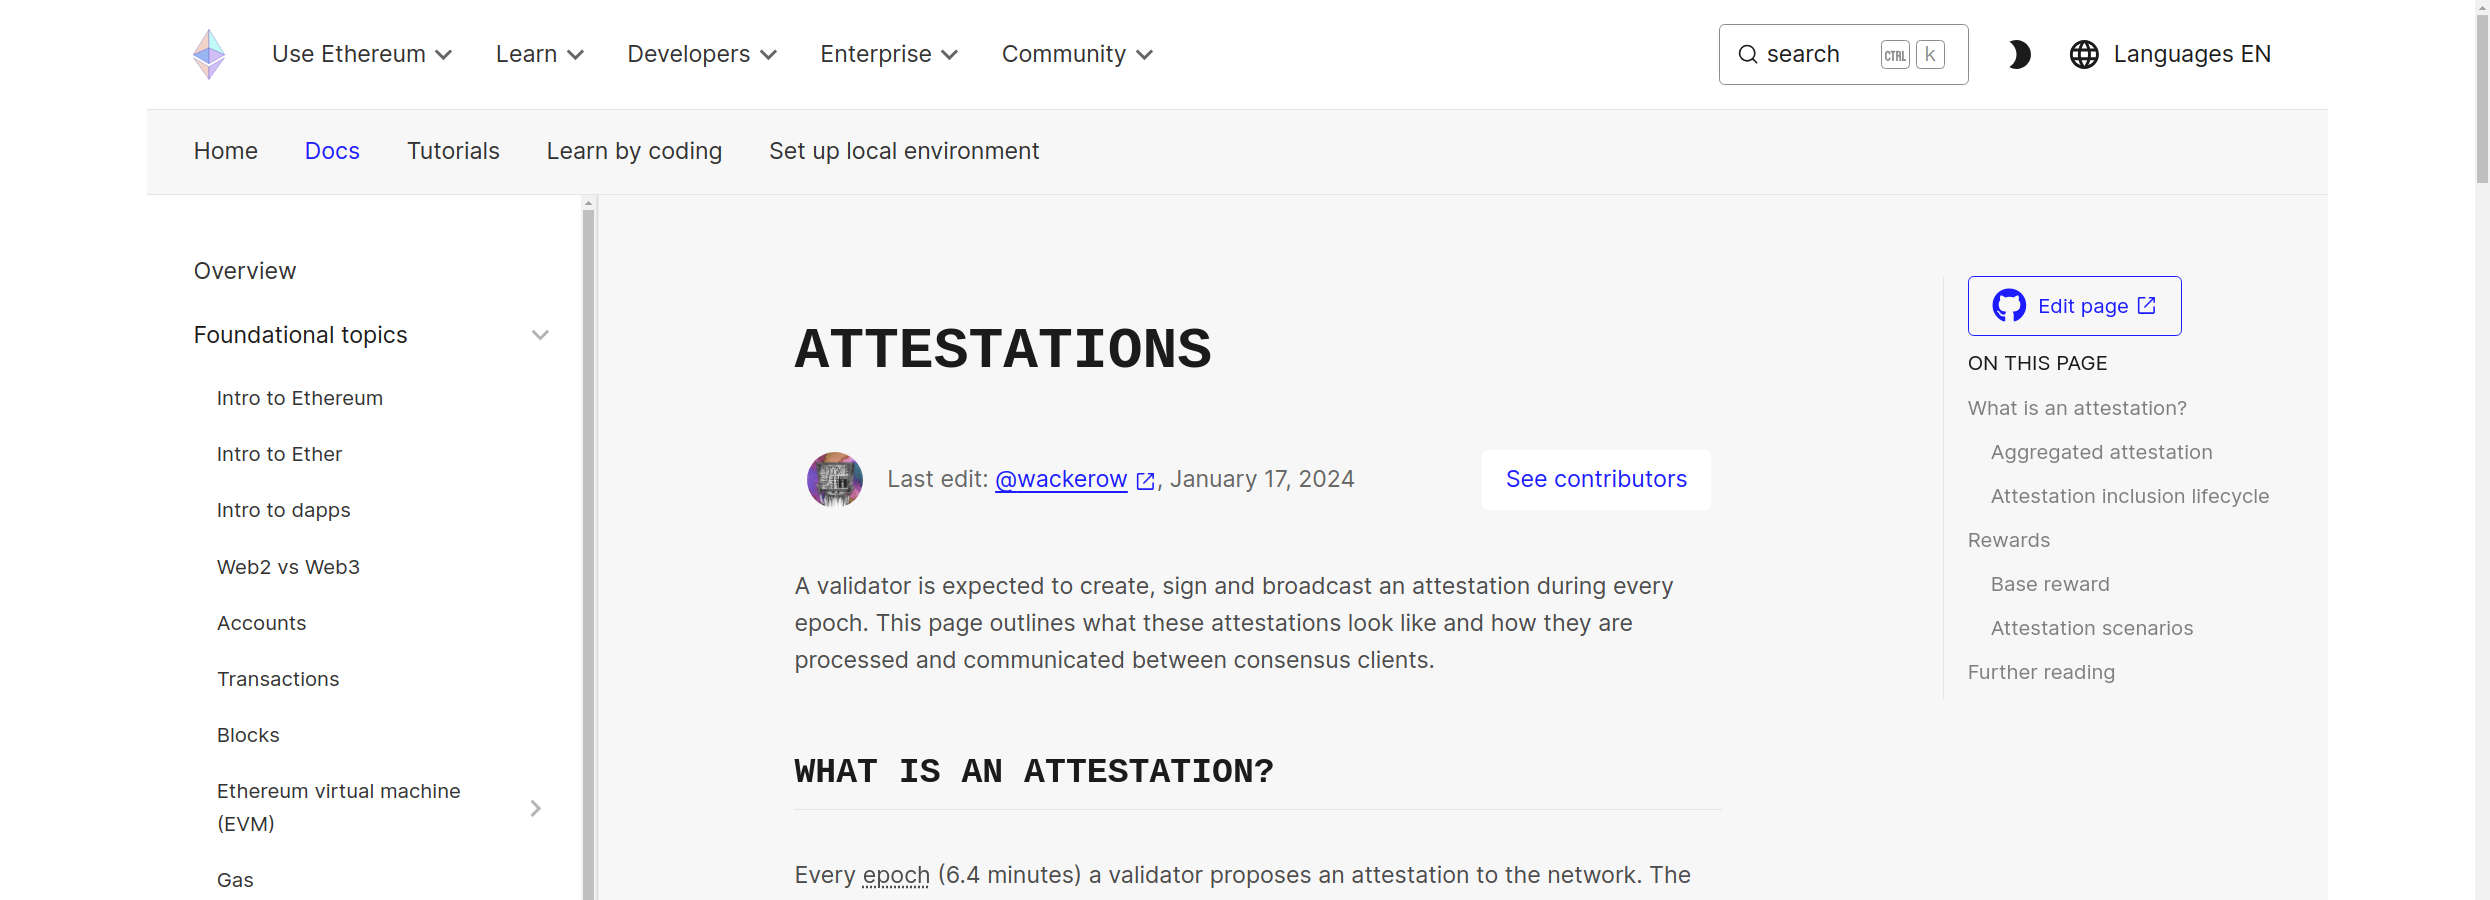 Use Ethereum Learn Developers Enterprise Community search CTRL k Languages EN
Home Docs Tutorials Learn by coding Set up local environment
Overview
Foundational topics
Intro to Ethereum
Intro to Ether
Intro to dapps
Web2 vs Web3
Accounts
Transactions
Blocks
Ethereum virtual machine
(EVM)
Gas
ATTESTATIONS
Last edit: @wackerow, January 17, 2024
See contributors
A validator is expected to create, sign and broadcast an attestation during every
epoch. This page outlines what these attestations look like and how they are
processed and communicated between consensus clients.
WHAT IS AN ATTESTATION?
Every epoch (6.4 minutes) a validator proposes an attestation to the network. The
Edit page
ON THIS PAGE
What is an attestation?
Aggregated attestation
Attestation inclusion lifecycle
Rewards
Base reward
Attestation scenarios
Further reading